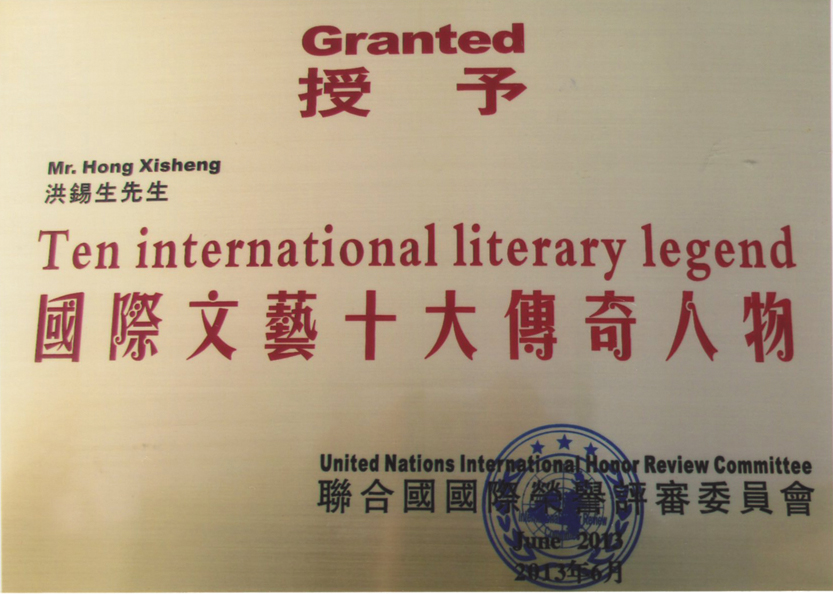 Granted
授予
Mr. Hong Xisheng
洪錫生先生
Ten international literary legend
國際文藝十大傳奇人物
United Nations International Honor Review Committee
聯合國國際榮譽評審委員會
June 2013
2013年6月